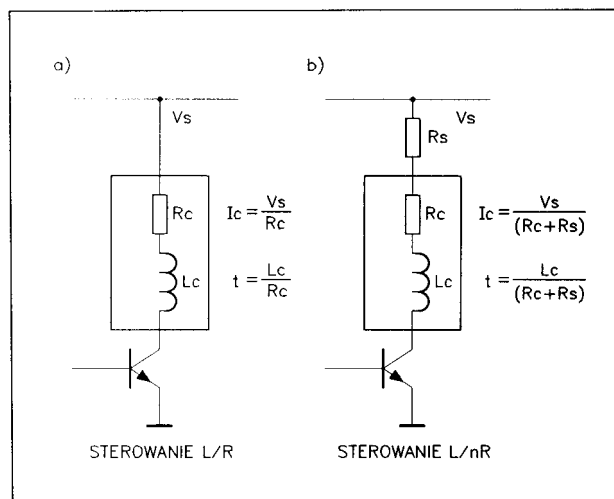 a)
Vs
Rc
Lc
Ic = Vs/Rc
t = Lc/Rc
STEROWANIE L/R
b)
Vs
Rs
Rc
Lc
Ic = Vs/(Rc+Rs)
t = Lc/(Rc+Rs)
STEROWANIE L/nR